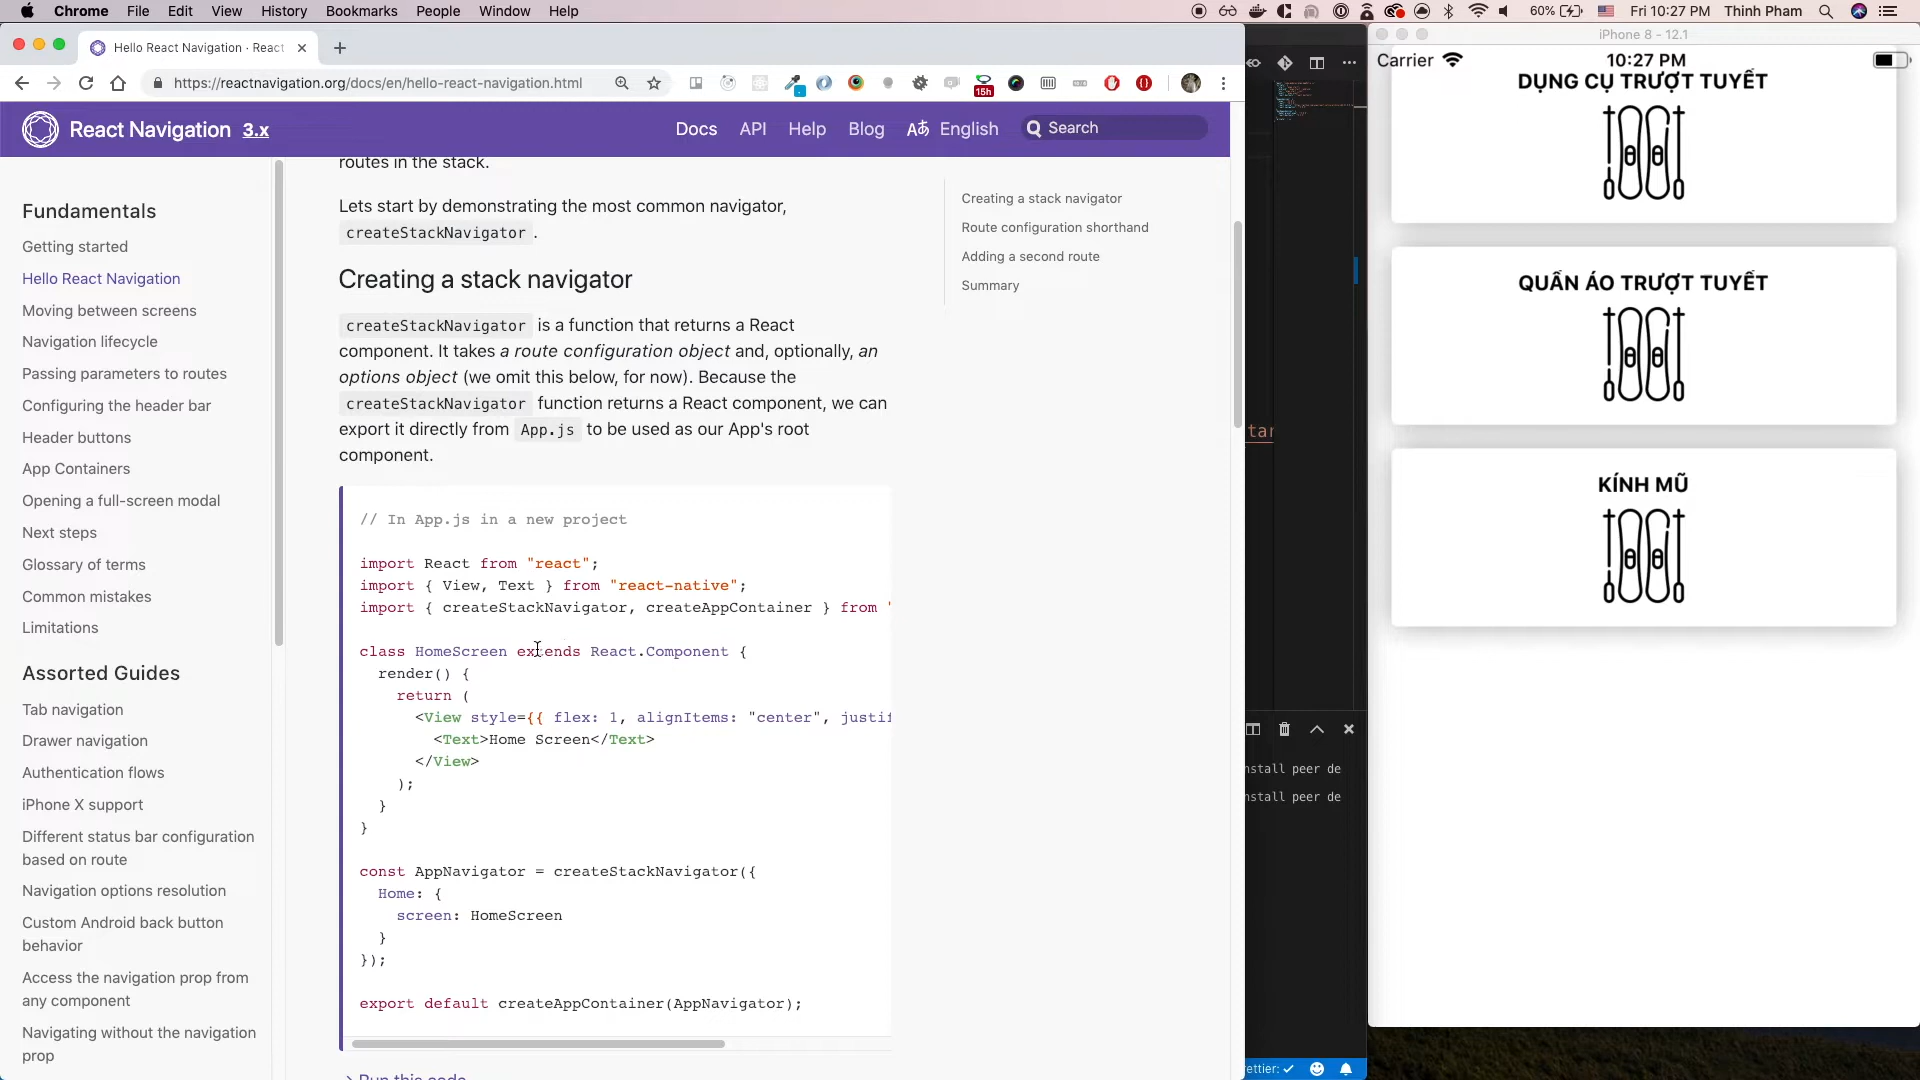 Chrome File Edit View History Bookmarks People Window Help
60% Fri 10:27 PM Thinh Pham
Hello React Navigation · React
https://reactnavigation.org/docs/en/hello-react-navigation.html
15h
React Navigation 3.x
Docs API Help Blog English Search
Fundamentals
Getting started
Hello React Navigation
Moving between screens
Navigation lifecycle
Passing parameters to routes
Configuring the header bar
Header buttons
App Containers
Opening a full-screen modal
Next steps
Glossary of terms
Common mistakes
Limitations
Assorted Guides
Tab navigation
Drawer navigation
Authentication flows
iPhone X support
Different status bar configuration
based on route
Navigation options resolution
Custom Android back button
behavior
Access the navigation prop from
any component
Navigating without the navigation
prop
routes in the stack.
Lets start by demonstrating the most common navigator,
createStackNavigator .
Creating a stack navigator
createStackNavigator is a function that returns a React
component. It takes a route configuration object and, optionally, an
options object (we omit this below, for now). Because the
createStackNavigator function returns a React component, we can
export it directly from App.js to be used as our App's root
component.
// In App.js in a new project
import React from "react";
import { View, Text } from "react-native";
import { createStackNavigator, createAppContainer } from "
class HomeScreen extends React.Component {
render() {
return (
<View style={{ flex: 1, alignItems: "center", justif
<Text>Home Screen</Text>
</View>
);
}
}
const AppNavigator = createStackNavigator({
Home: {
screen: HomeScreen
}
});
export default createAppContainer(AppNavigator);
Run this code
Creating a stack navigator
Route configuration shorthand
Adding a second route
Summary
tar
nstall peer de
nstall peer de
ettier: ✓
iPhone 8 - 12.1
Carrier 10:27 PM
DỤNG CỤ TRƯỢT TUYẾT
QUẦN ÁO TRƯỢT TUYẾT
KÍNH MŨ